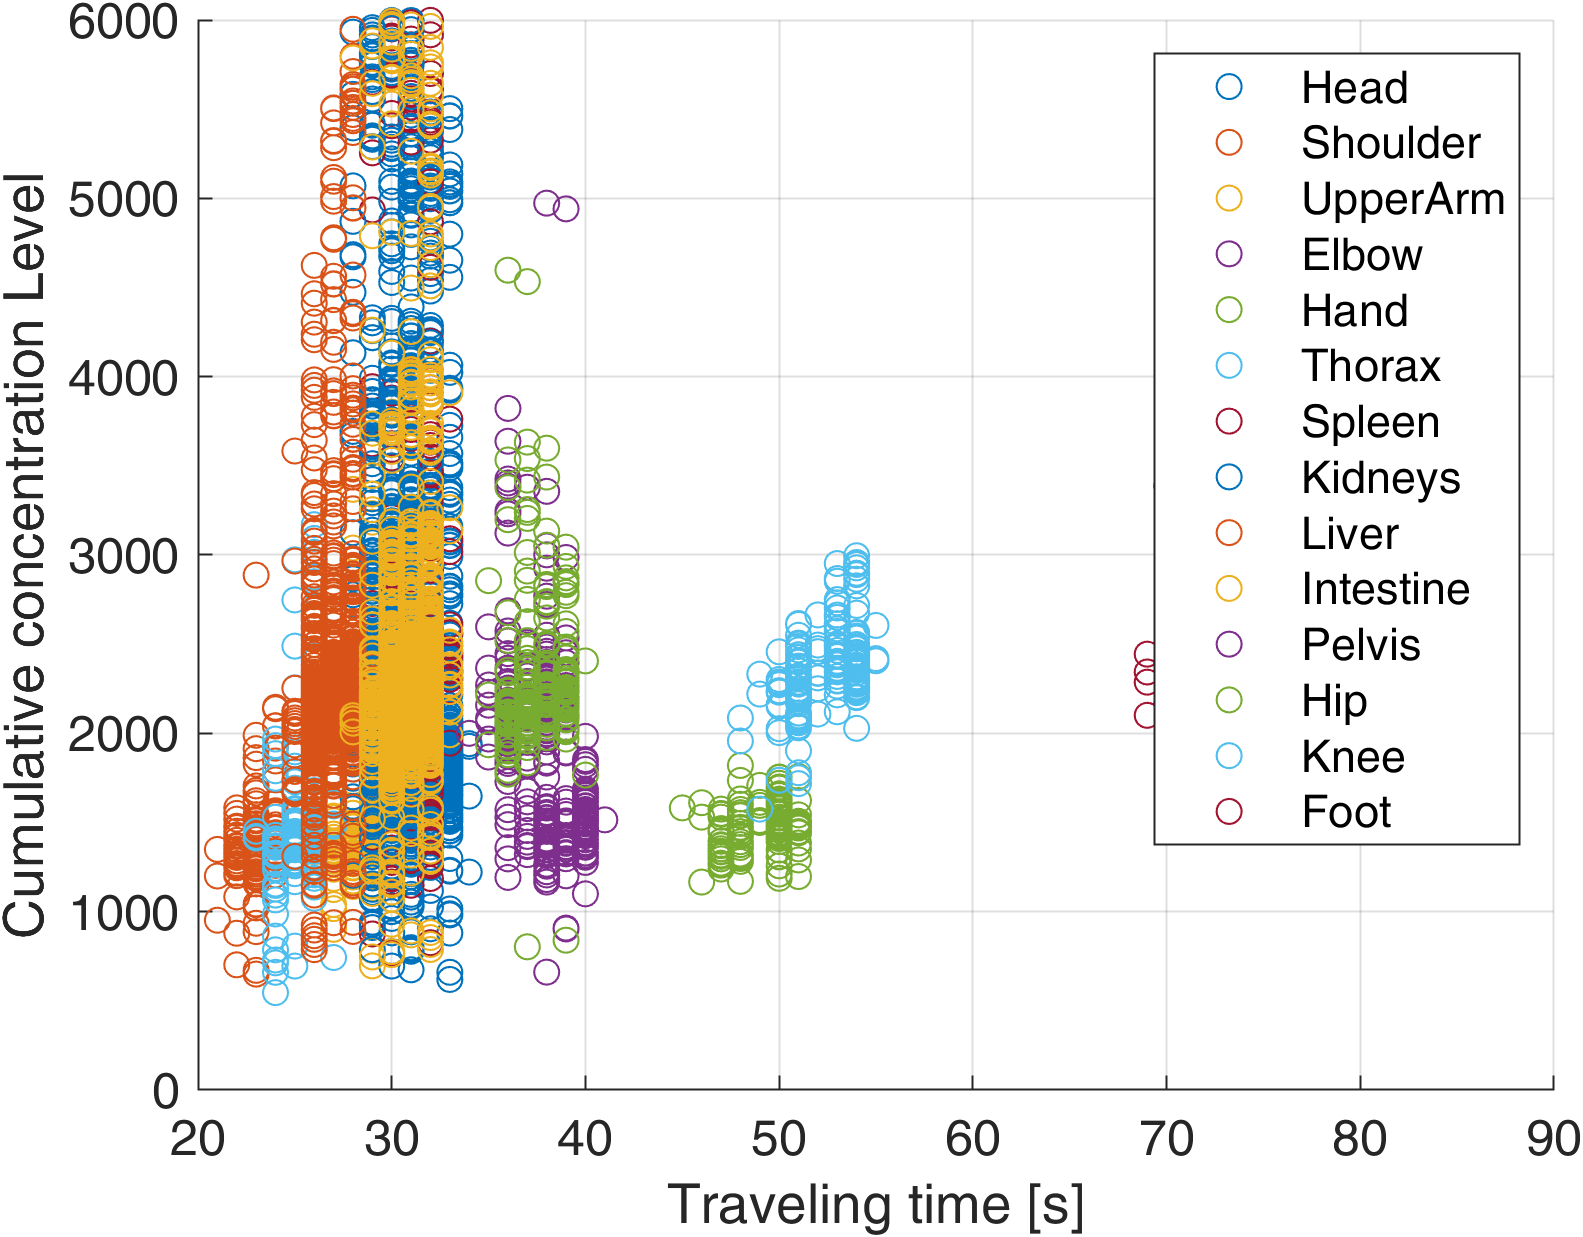 6000
5000
4000
3000
2000
1000
0
Cumulative concentration Level
20 30 40 50 60 70 80 90
Traveling time [s]
Head
Shoulder
UpperArm
Elbow
Hand
Thorax
Spleen
Kidneys
Liver
Intestine
Pelvis
Hip
Knee
Foot